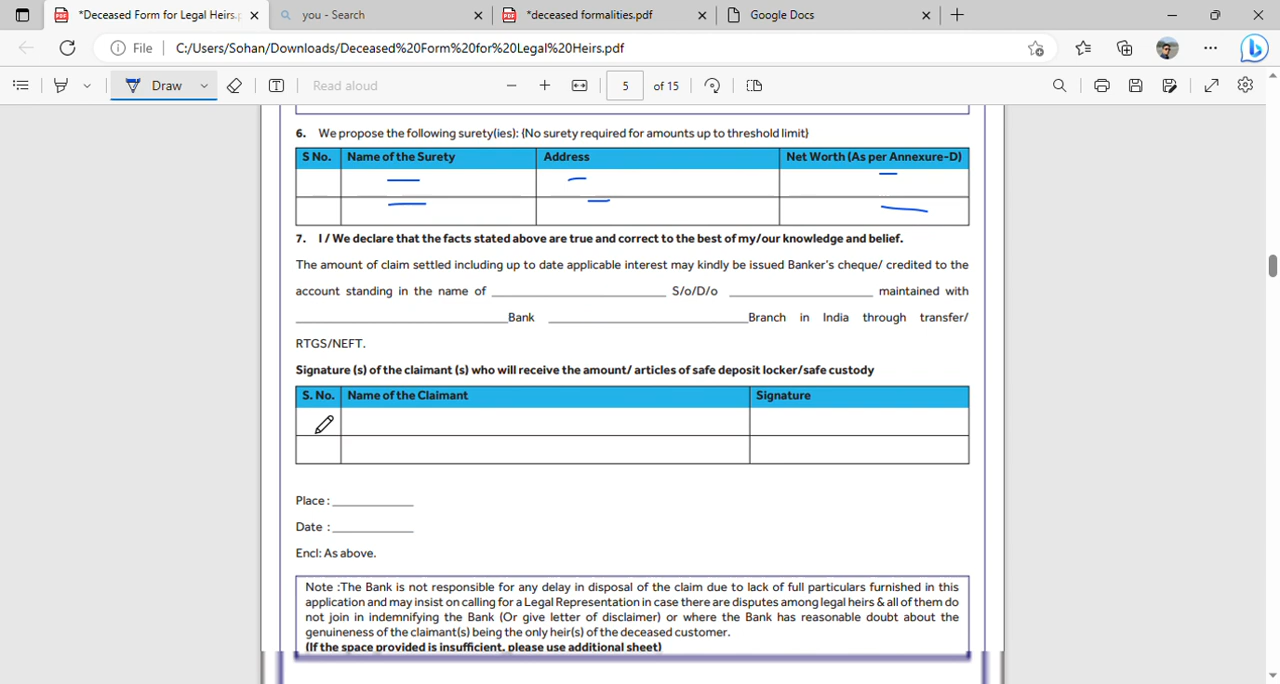 *Deceased Form for Legal Heirs.p
you - Search
*deceased formalities.pdf
Google Docs
File
C:/Users/Sohan/Downloads/Deceased%20Form%20for%20Legal%20Heirs.pdf
Draw
Read aloud
5 of 15
6. We propose the following surety(ies): {No surety required for amounts up to threshold limit}
S No. Name of the Surety Address Net Worth (As per Annexure-D)
7. I / We declare that the facts stated above are true and correct to the best of my/our knowledge and belief.
The amount of claim settled including up to date applicable interest may kindly be issued Banker's cheque/ credited to the
account standing in the name of ____________ S/o/D/o ____________ maintained with
____________Bank ____________Branch in India through transfer/
RTGS/NEFT.
Signature (s) of the claimant (s) who will receive the amount/ articles of safe deposit locker/safe custody
S. No. Name of the Claimant Signature
Place : ____________
Date : ____________
Encl: As above.
Note :The Bank is not responsible for any delay in disposal of the claim due to lack of full particulars furnished in this
application and may insist on calling for a Legal Representation in case there are disputes among legal heirs & all of them do
not join in indemnifying the Bank (Or give letter of disclaimer) or where the Bank has reasonable doubt about the
genuineness of the claimant(s) being the only heir(s) of the deceased customer.
(If the space provided is insufficient, please use additional sheet)